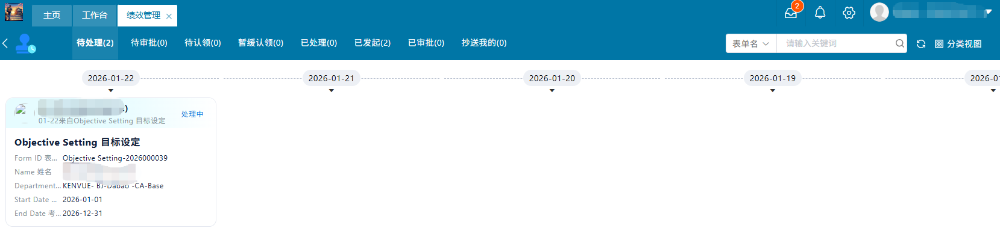 主页 工作台 绩效管理 2
待处理(2) 待审批(0) 待认领(0) 暂缓认领(0) 已处理(0) 已发起(2) 已审批(0) 抄送我的(0) 表单名 请输入关键词 分类视图
2026-01-22 2026-01-21 2026-01-20 2026-01-19 2026-01
.)
处理中
01-22来自Objective Setting 目标设定
Objective Setting 目标设定
Form ID 表... Objective Setting-2026000039
Name 姓名
Department... KENVUE- BJ-Dabao -CA-Base
Start Date ... 2026-01-01
End Date 考... 2026-12-31